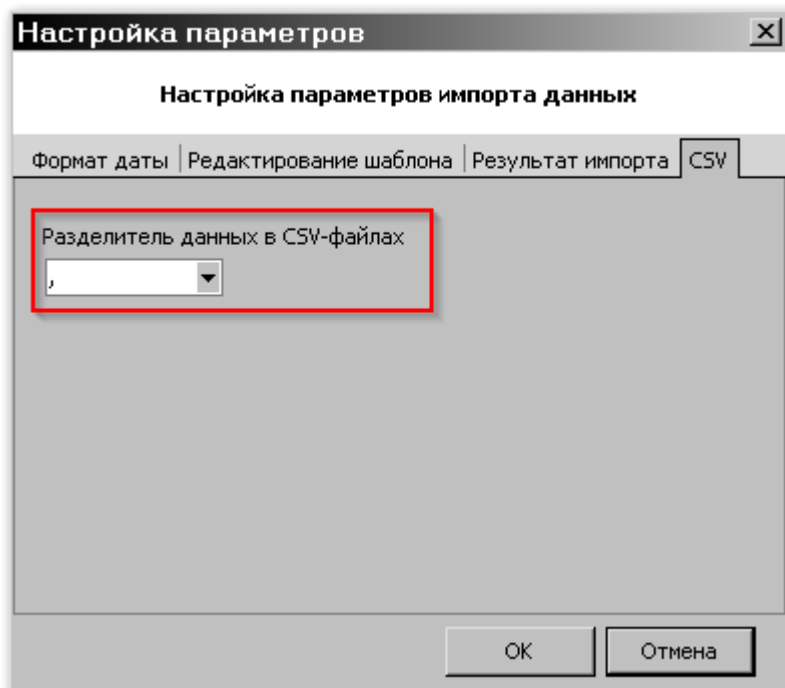 Настройка параметров
Настройка параметров импорта данных
Формат даты Редактирование шаблона Результат импорта CSV
Разделитель данных в CSV-файлах
,
OK Отмена